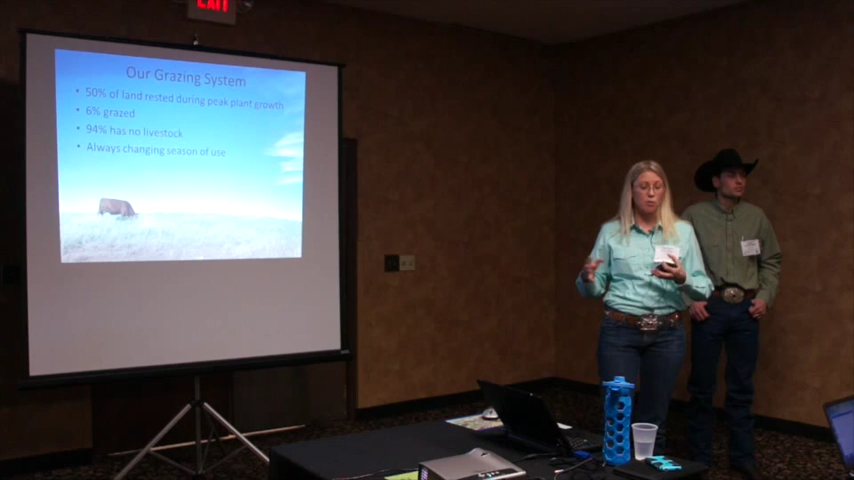 EXIT
Our Grazing System
• 50% of land rested during peak plant growth
• 6% grazed
• 94% has no livestock
• Always changing season of use